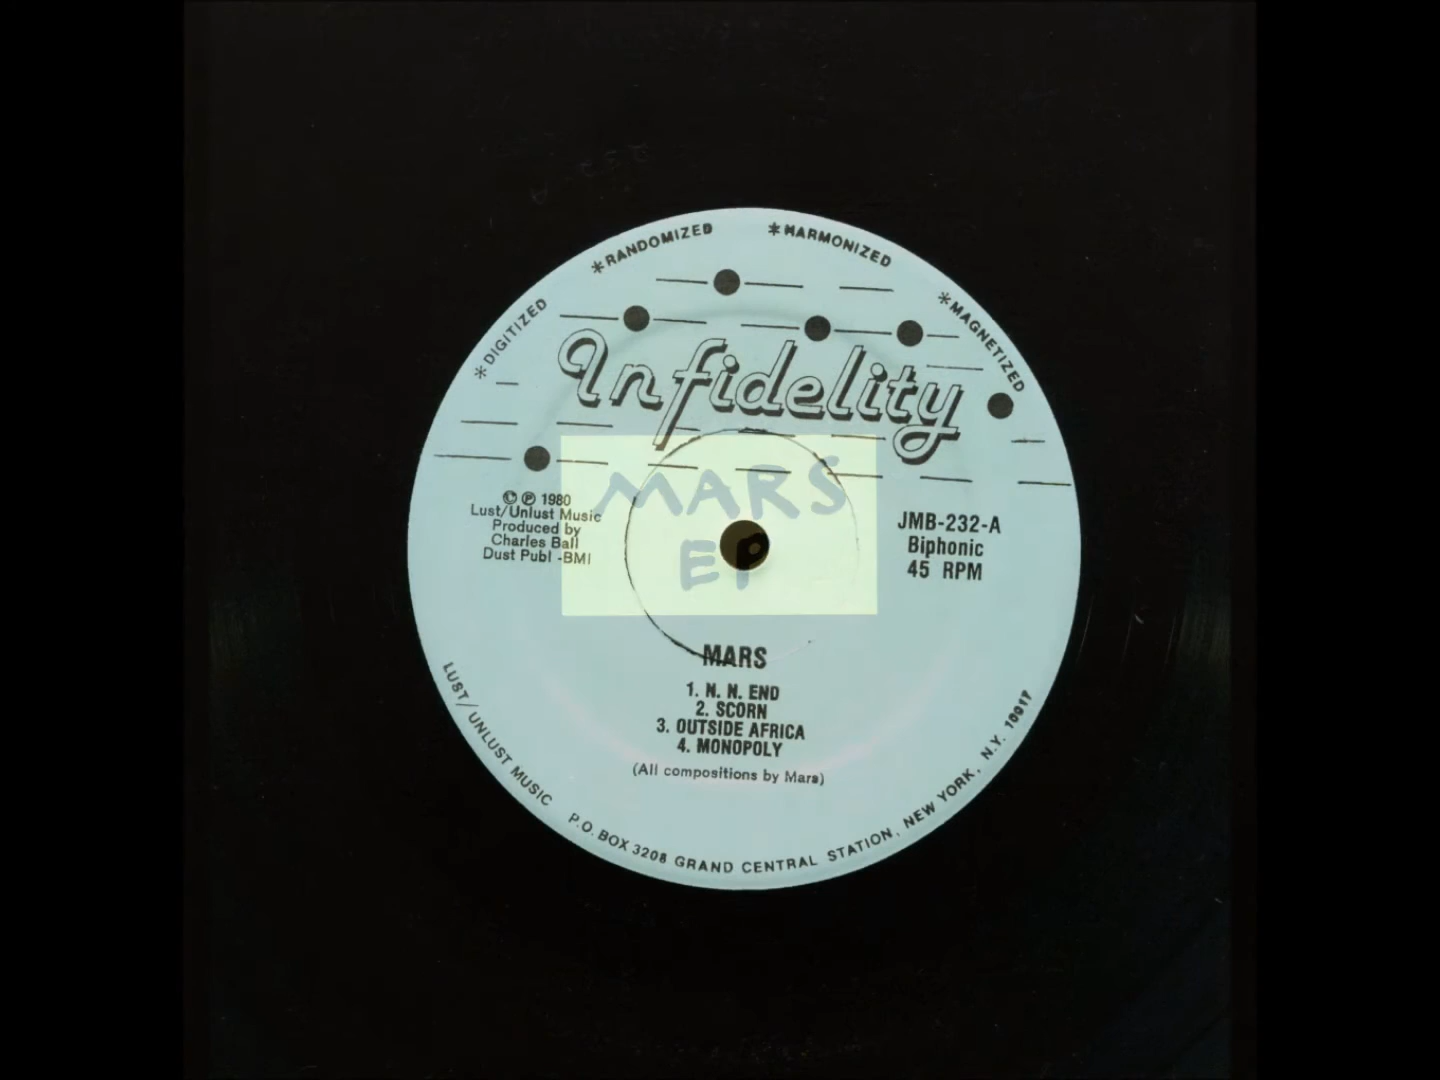 *DIGITIZED
*RANDOMIZED
*HARMONIZED
*MAGNETIZED
Infidelity
MARS
EP
© ℗ 1980
Lust/Unlust Music
Produced by
Charles Ball
Dust Publ -BMI
JMB-232-A
Biphonic
45 RPM
MARS
1. N. N. END
2. SCORN
3. OUTSIDE AFRICA
4. MONOPOLY
(All compositions by Mars)
LUST/UNLUST MUSIC P.O. BOX 3208 GRAND CENTRAL STATION, NEW YORK, N.Y. 10017